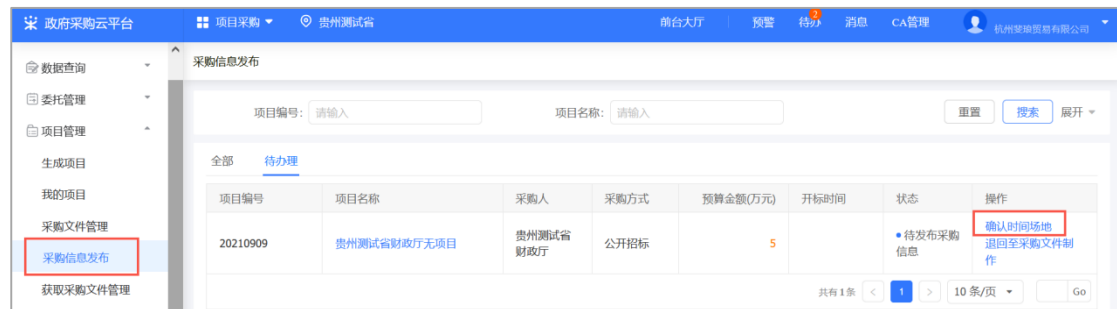 政府采购云平台 项目采购 贵州测试省 前台大厅 预警 待办 2 消息 CA管理 杭州斐琅贸易有限公司
数据查询
委托管理
项目管理
生成项目
我的项目
采购文件管理
采购信息发布
获取采购文件管理
采购信息发布
项目编号: 请输入 项目名称: 请输入 重置 搜索 展开
全部 待办理
项目编号 项目名称 采购人 采购方式 预算金额(万元) 开标时间 状态 操作
20210909 贵州测试省财政厅无项目 贵州测试省
财政厅 公开招标 5 待发布采购
信息 确认时间场地
退回至采购文件制
作
共有1条 < 1 > 10 条/页 Go